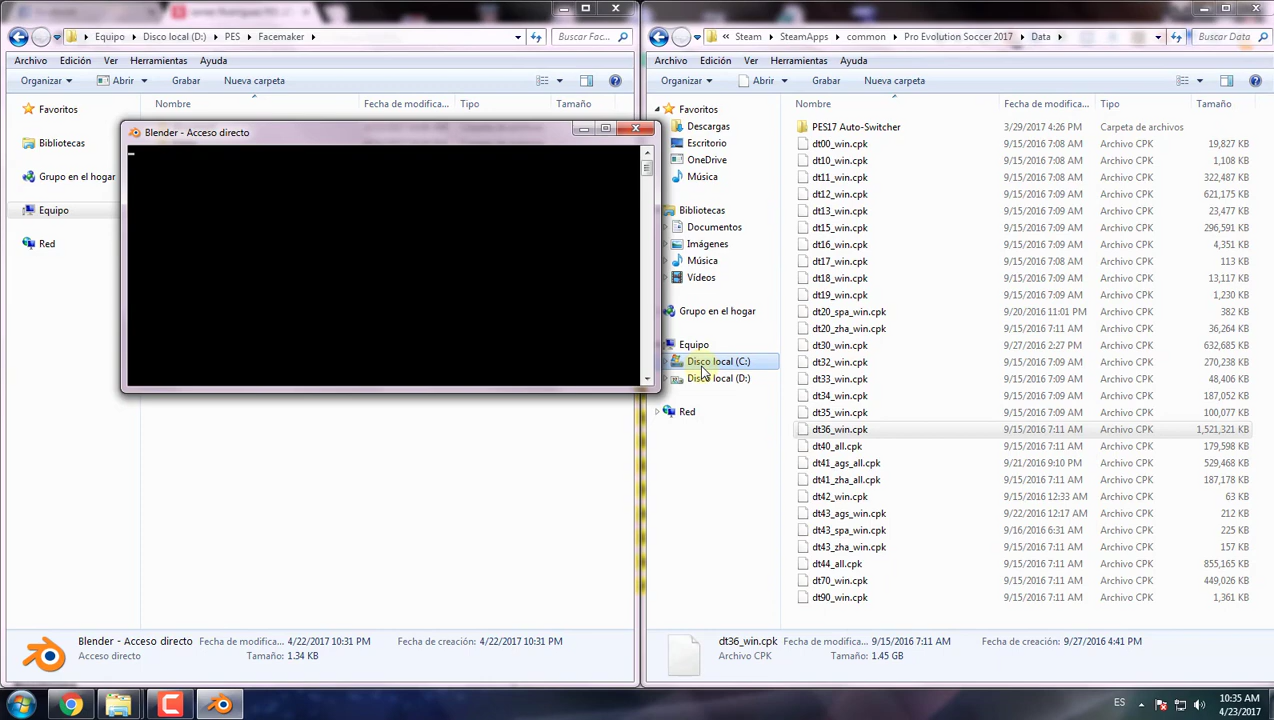 Equipo ▸ Disco local (D:) ▸ PES ▸ Facemaker
Buscar Fac...
Archivo Edición Ver Herramientas Ayuda
Organizar Abrir Grabar Nueva carpeta
Favoritos
Bibliotecas
Grupo en el hogar
Equipo
Red
Nombre Fecha de modifica... Tipo Tamaño
Blender - Acceso directo
Blender - Acceso directo Fecha de modifica... 4/22/2017 10:31 PM Fecha de creación: 4/22/2017 10:31 PM
Acceso directo Tamaño: 1.34 KB
« Steam ▸ SteamApps ▸ common ▸ Pro Evolution Soccer 2017 ▸ Data ▸
Buscar Data
Archivo Edición Ver Herramientas Ayuda
Organizar Abrir Grabar Nueva carpeta
Favoritos
Descargas
Escritorio
OneDrive
Música
Bibliotecas
Documentos
Imágenes
Música
Vídeos
Grupo en el hogar
Equipo
Disco local (C:)
Disco local (D:)
Red
Nombre Fecha de modifica... Tipo Tamaño
PES17 Auto-Switcher 3/29/2017 4:26 PM Carpeta de archivos
dt00_win.cpk 9/15/2016 7:08 AM Archivo CPK 19,827 KB
dt10_win.cpk 9/15/2016 7:08 AM Archivo CPK 1,108 KB
dt11_win.cpk 9/15/2016 7:08 AM Archivo CPK 322,487 KB
dt12_win.cpk 9/15/2016 7:09 AM Archivo CPK 621,175 KB
dt13_win.cpk 9/15/2016 7:09 AM Archivo CPK 23,477 KB
dt15_win.cpk 9/15/2016 7:09 AM Archivo CPK 296,591 KB
dt16_win.cpk 9/15/2016 7:09 AM Archivo CPK 4,351 KB
dt17_win.cpk 9/15/2016 7:08 AM Archivo CPK 113 KB
dt18_win.cpk 9/15/2016 7:09 AM Archivo CPK 13,117 KB
dt19_win.cpk 9/15/2016 7:09 AM Archivo CPK 1,230 KB
dt20_spa_win.cpk 9/20/2016 11:01 PM Archivo CPK 382 KB
dt20_zha_win.cpk 9/15/2016 7:11 AM Archivo CPK 36,264 KB
dt30_win.cpk 9/27/2016 2:27 PM Archivo CPK 632,685 KB
dt32_win.cpk 9/15/2016 7:09 AM Archivo CPK 270,238 KB
dt33_win.cpk 9/15/2016 7:09 AM Archivo CPK 48,406 KB
dt34_win.cpk 9/15/2016 7:11 AM Archivo CPK 187,052 KB
dt35_win.cpk 9/15/2016 7:09 AM Archivo CPK 100,077 KB
dt36_win.cpk 9/15/2016 7:11 AM Archivo CPK 1,521,321 KB
dt40_all.cpk 9/15/2016 7:11 AM Archivo CPK 179,598 KB
dt41_ags_all.cpk 9/21/2016 9:10 PM Archivo CPK 529,468 KB
dt41_zha_all.cpk 9/15/2016 7:11 AM Archivo CPK 187,178 KB
dt42_win.cpk 9/15/2016 12:33 AM Archivo CPK 63 KB
dt43_ags_win.cpk 9/22/2016 12:17 AM Archivo CPK 212 KB
dt43_spa_win.cpk 9/16/2016 6:31 AM Archivo CPK 225 KB
dt43_zha_win.cpk 9/15/2016 7:11 AM Archivo CPK 157 KB
dt44_all.cpk 9/15/2016 7:11 AM Archivo CPK 855,165 KB
dt70_win.cpk 9/15/2016 7:11 AM Archivo CPK 449,026 KB
dt90_win.cpk 9/15/2016 7:11 AM Archivo CPK 1,361 KB
dt36_win.cpk Fecha de modifica... 9/15/2016 7:11 AM Fecha de creación: 9/27/2016 4:41 PM
Archivo CPK Tamaño: 1.45 GB
ES
10:35 AM
4/23/2017